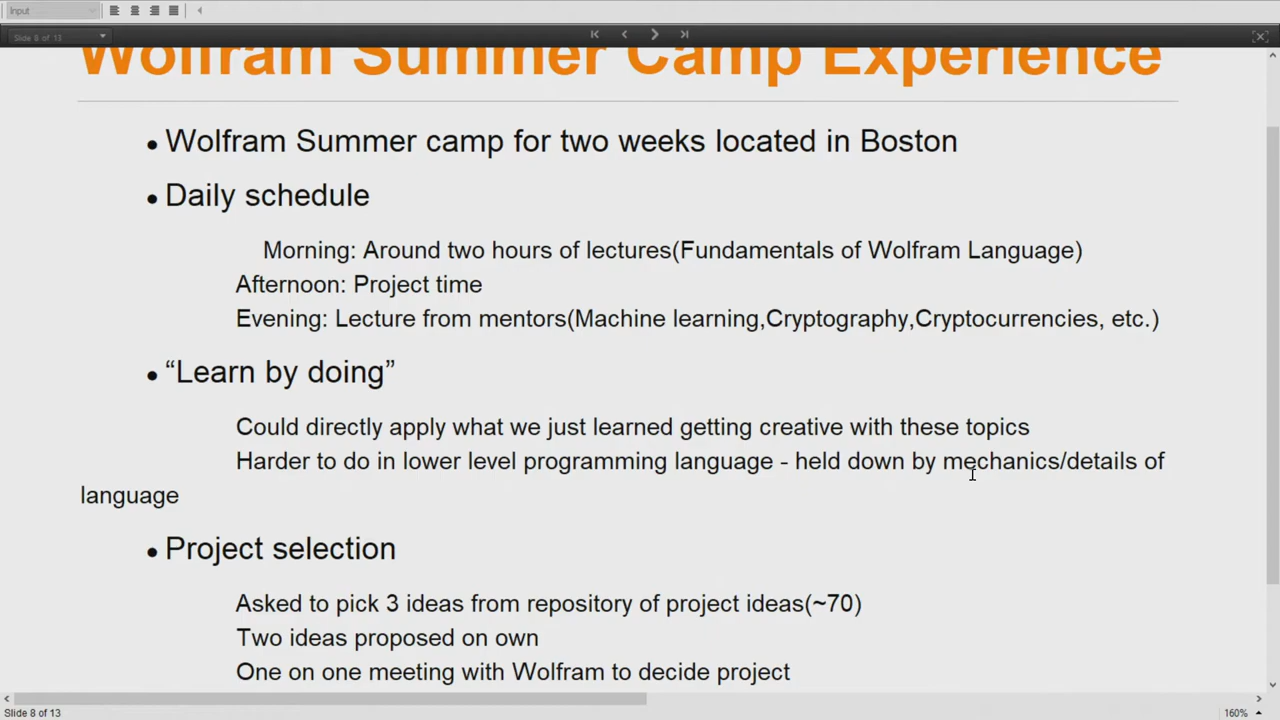 Input
Slide 8 of 13
Wolfram Summer Camp Experience
• Wolfram Summer camp for two weeks located in Boston
• Daily schedule
Morning: Around two hours of lectures(Fundamentals of Wolfram Language)
Afternoon: Project time
Evening: Lecture from mentors(Machine learning,Cryptography,Cryptocurrencies, etc.)
• “Learn by doing”
Could directly apply what we just learned getting creative with these topics
Harder to do in lower level programming language - held down by mechanics/details of
language
• Project selection
Asked to pick 3 ideas from repository of project ideas(~70)
Two ideas proposed on own
One on one meeting with Wolfram to decide project
Slide 8 of 13
160%